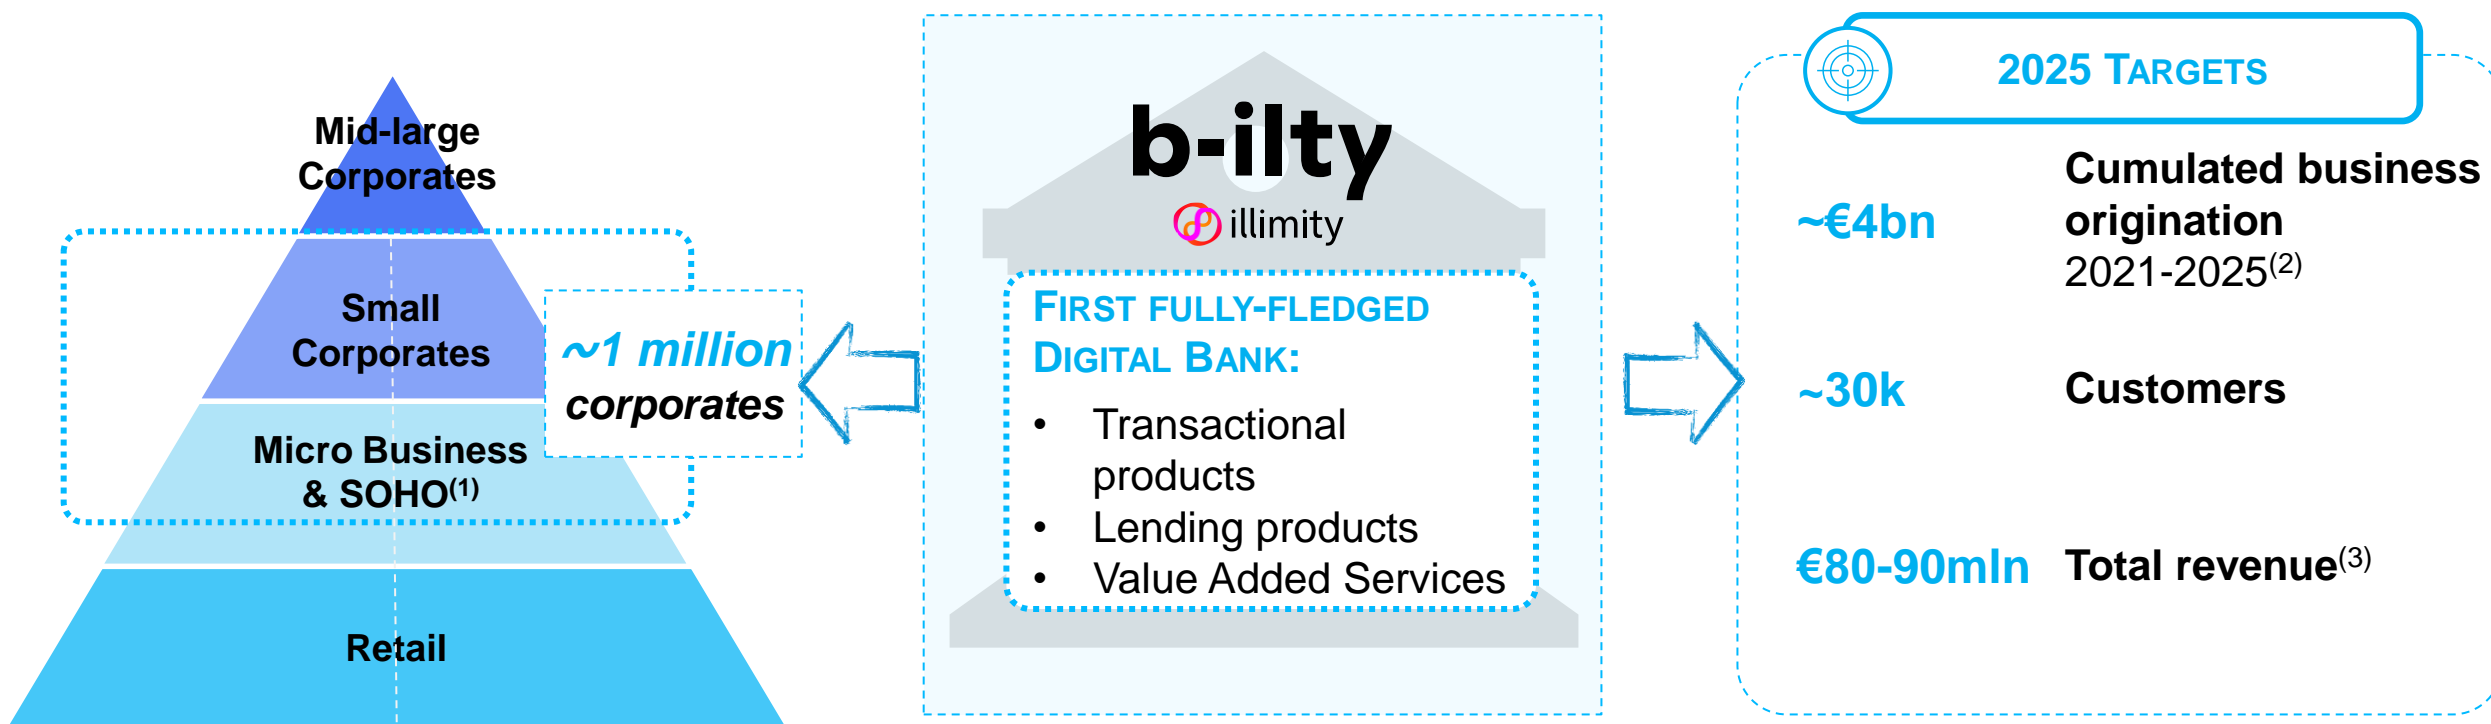 Mid-large
Corporates
Small
Corporates
Micro Business
& SOHO(1)
Retail
~1 million
corporates
b-ilty
illimity
FIRST FULLY-FLEDGED
DIGITAL BANK:
• Transactional
products
• Lending products
• Value Added Services
2025 TARGETS
~€4bn
Cumulated business
origination
2021-2025(2)
~30k
Customers
€80-90mln
Total revenue(3)